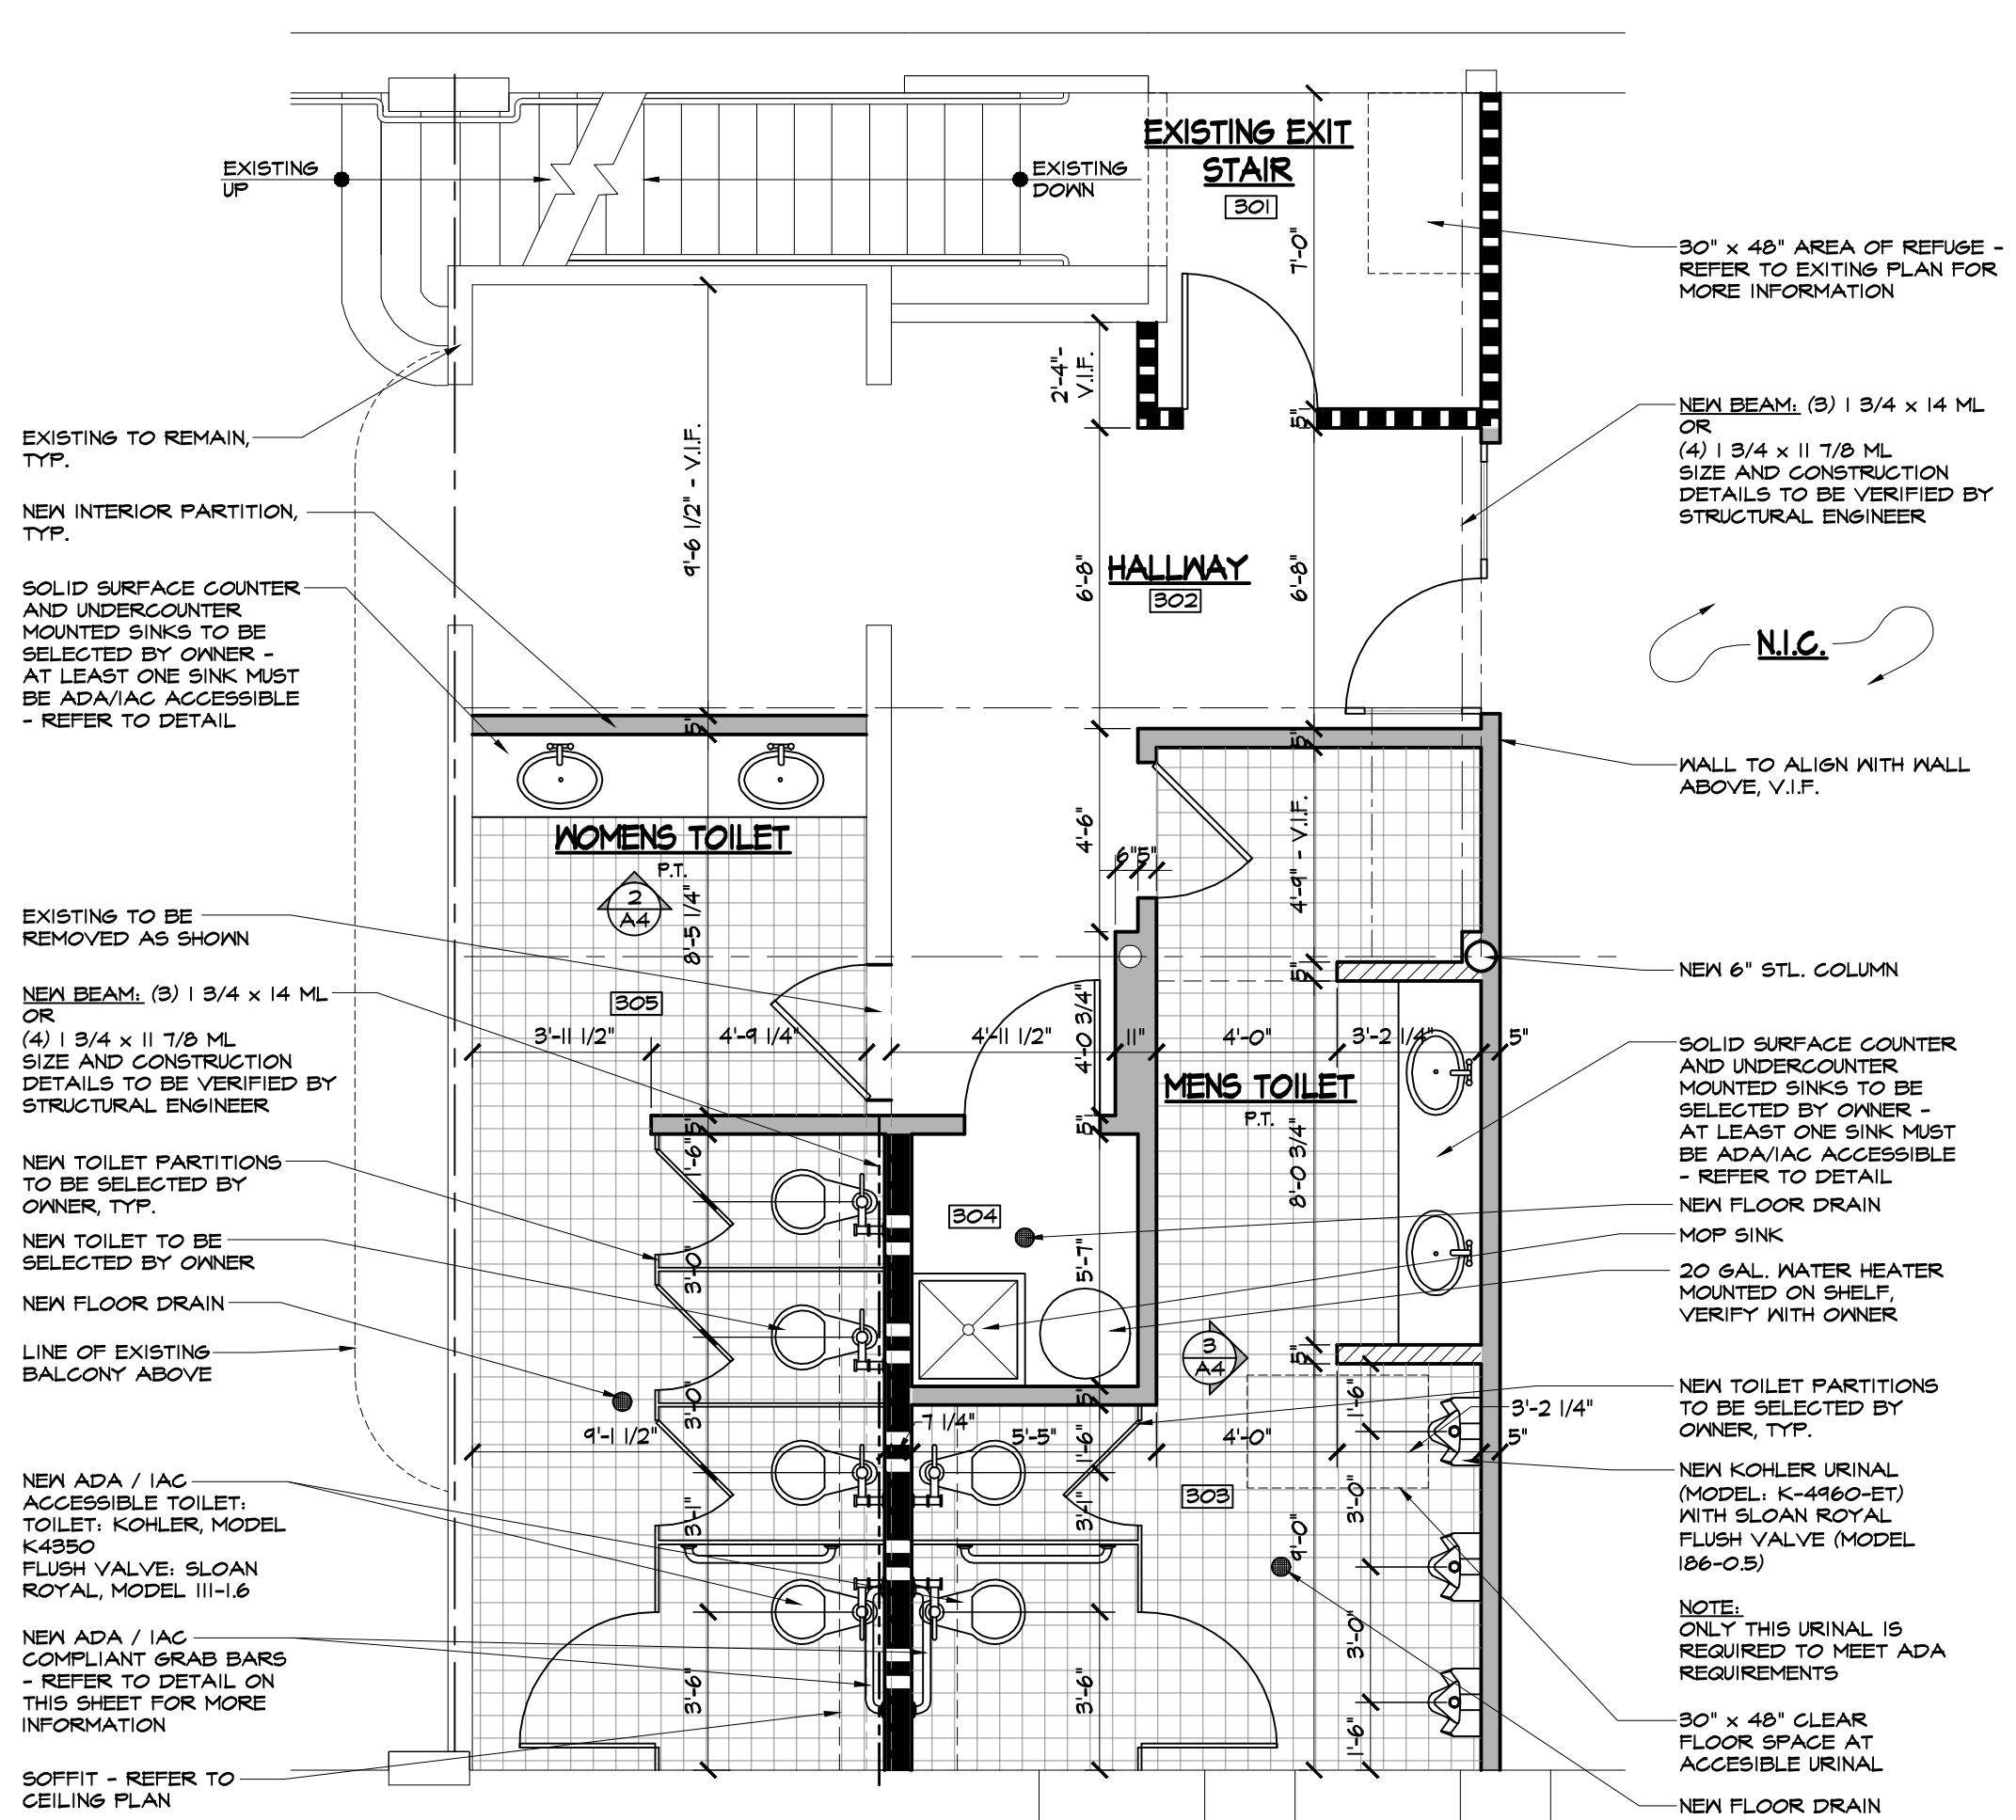 EXISTING UP
EXISTING DOWN
EXISTING EXIT
STAIR
301
7'-0"
30" x 48" AREA OF REFUGE -
REFER TO EXITING PLAN FOR
MORE INFORMATION
2'-4"-
V.I.F.
5"
NEW BEAM: (3) 1 3/4 x 14 ML
OR
(4) 1 3/4 x 11 7/8 ML
SIZE AND CONSTRUCTION
DETAILS TO BE VERIFIED BY
STRUCTURAL ENGINEER
EXISTING TO REMAIN,
TYP.
9'-6 1/2" - V.I.F.
NEW INTERIOR PARTITION,
TYP.
6'-8"
HALLWAY
302
6'-8"
N.I.C.
SOLID SURFACE COUNTER
AND UNDERCOUNTER
MOUNTED SINKS TO BE
SELECTED BY OWNER -
AT LEAST ONE SINK MUST
BE ADA/IAC ACCESSIBLE
- REFER TO DETAIL
5"
5"
WALL TO ALIGN WITH WALL
ABOVE, V.I.F.
WOMENS TOILET
P.T.
2
A4
8'-5 1/4"
4'-6"
6"
5"
4'-9" - V.I.F.
EXISTING TO BE
REMOVED AS SHOWN
5"
NEW 6" STL. COLUMN
NEW BEAM: (3) 1 3/4 x 14 ML
OR
(4) 1 3/4 x 11 7/8 ML
SIZE AND CONSTRUCTION
DETAILS TO BE VERIFIED BY
STRUCTURAL ENGINEER
305
3'-11 1/2"
4'-9 1/4"
4'-11 1/2"
4'-0 3/4"
11"
4'-0"
3'-2 1/4"
5"
SOLID SURFACE COUNTER
AND UNDERCOUNTER
MOUNTED SINKS TO BE
SELECTED BY OWNER -
AT LEAST ONE SINK MUST
BE ADA/IAC ACCESSIBLE
- REFER TO DETAIL
MENS TOILET
P.T.
5"
5"
1'-6"
8'-0 3/4"
NEW TOILET PARTITIONS
TO BE SELECTED BY
OWNER, TYP.
304
NEW FLOOR DRAIN
MOP SINK
NEW TOILET TO BE
SELECTED BY OWNER
3'-0"
5'-7"
20 GAL. WATER HEATER
MOUNTED ON SHELF,
VERIFY WITH OWNER
NEW FLOOR DRAIN
LINE OF EXISTING
BALCONY ABOVE
3
A4
5"
5"
3'-0"
1'-6"
NEW TOILET PARTITIONS
TO BE SELECTED BY
OWNER, TYP.
9'-1 1/2"
7 1/4"
5'-5"
1'-6"
4'-0"
3'-2 1/4"
5"
NEW ADA / IAC
ACCESSIBLE TOILET:
TOILET: KOHLER, MODEL
K4350
FLUSH VALVE: SLOAN
ROYAL, MODEL 111-1.6
3'-1"
3'-1"
303
9'-0"
3'-0"
NEW KOHLER URINAL
(MODEL: K-4960-ET)
WITH SLOAN ROYAL
FLUSH VALVE (MODEL
186-0.5)
NOTE:
ONLY THIS URINAL IS
REQUIRED TO MEET ADA
REQUIREMENTS
NEW ADA / IAC
COMPLIANT GRAB BARS
- REFER TO DETAIL ON
THIS SHEET FOR MORE
INFORMATION
3'-6"
3'-6"
3'-0"
1'-6"
30" x 48" CLEAR
FLOOR SPACE AT
ACCESIBLE URINAL
SOFFIT - REFER TO
CEILING PLAN
NEW FLOOR DRAIN